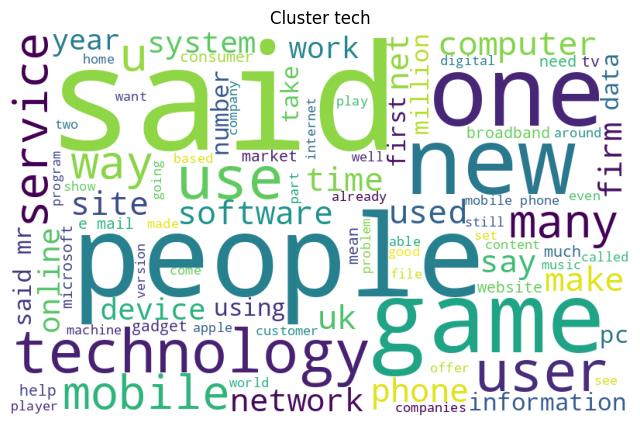 Cluster tech
year
u
system
work
net
computer
home
consumer
million
digital
need
tv
service
said
one
data
want
number
company
take
play
internet
first
broadband
around
firm
two
way
based
market
well
new
program
show
going
use
part
time
already
mobile phone
even
site
software
used
still
many
e mail
made
people
mean
problem
able
set
content
much
called
said mr
microsoft
online
version
come
good
file
say
music
website
make
device
using
uk
game
machine
gadget
apple
customer
pc
technology
offer
user
see
help
mobile
world
network
phone
information
player
companies